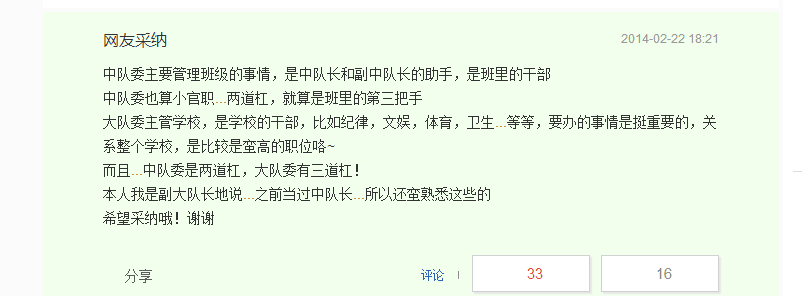 网友采纳
2014-02-22 18:21
中队委主要管理班级的事情，是中队长和副中队长的助手，是班里的干部
中队委也算小官职...两道杠，就算是班里的第三把手
大队委主管学校，是学校的干部，比如纪律，文娱，体育，卫生...等等，要办的事情是挺重要的，关
系整个学校，是比较是蛮高的职位咯~
而且...中队委是两道杠，大队委有三道杠！
本人我是副大队长地说...之前当过中队长...所以还蛮熟悉这些的
希望采纳哦！谢谢
分享
评论
33
16